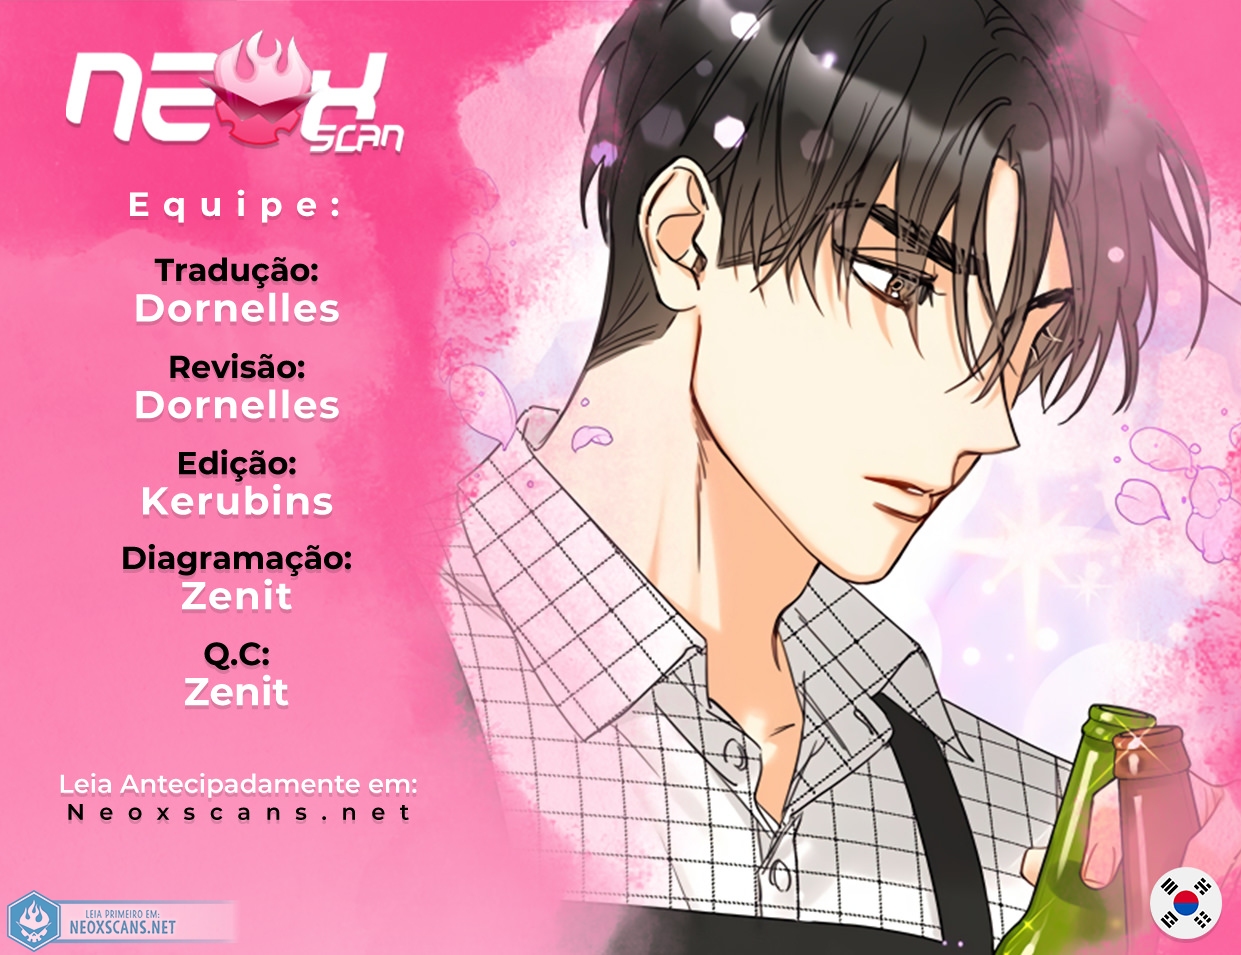 NEOX
SCAN
Equipe:
Tradução:
Dornelles
Revisão:
Dornelles
Edição:
Kerubins
Diagramação:
Zenit
Q.C:
Zenit
Leia Antecipadamente em:
Neoxscans.net
LEIA PRIMEIRO EM:
NEOXSCANS.NET